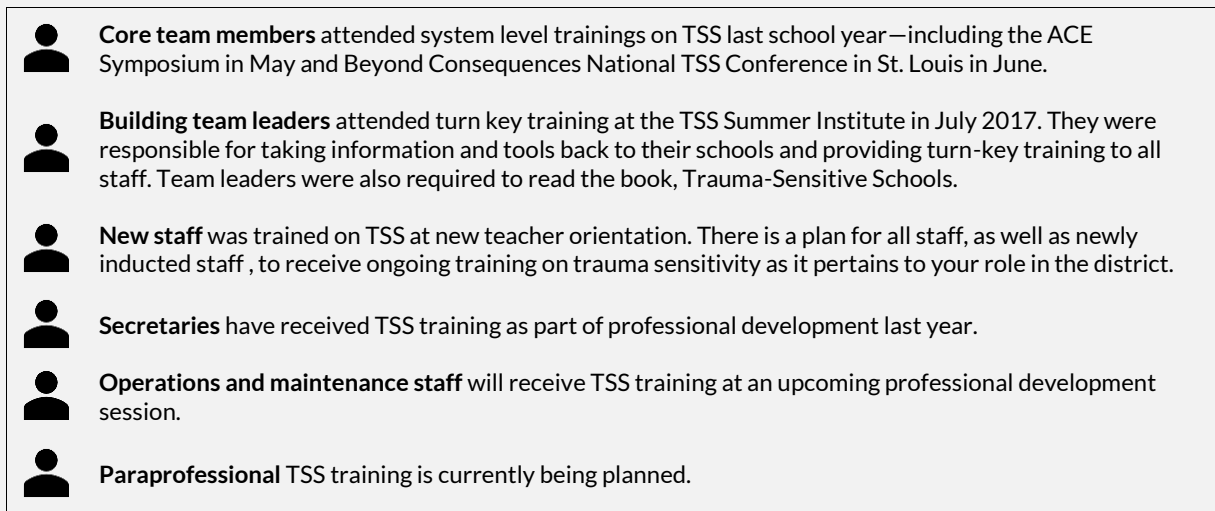 Core team members attended system level trainings on TSS last school year—including the ACE
Symposium in May and Beyond Consequences National TSS Conference in St. Louis in June.
Building team leaders attended turn key training at the TSS Summer Institute in July 2017. They were
responsible for taking information and tools back to their schools and providing turn-key training to all
staff. Team leaders were also required to read the book, Trauma-Sensitive Schools.
New staff was trained on TSS at new teacher orientation. There is a plan for all staff, as well as newly
inducted staff , to receive ongoing training on trauma sensitivity as it pertains to your role in the district.
Secretaries have received TSS training as part of professional development last year.
Operations and maintenance staff will receive TSS training at an upcoming professional development
session.
Paraprofessional TSS training is currently being planned.